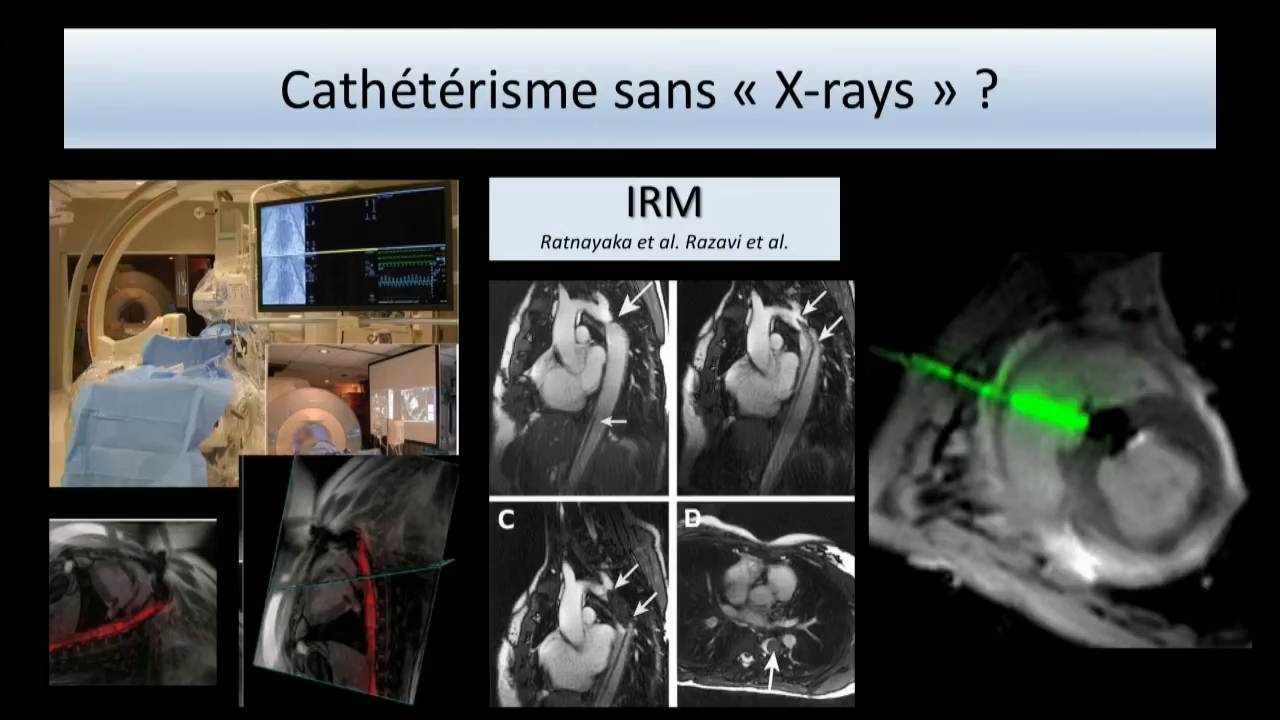 Cathétérisme sans « X-rays » ?
IRM
Ratnayaka et al. Razavi et al.
C
D